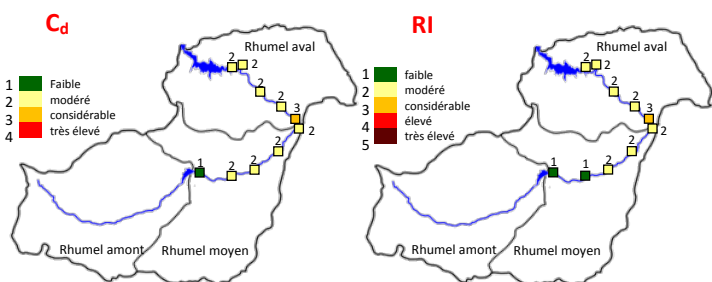 Cd
1 Faible
2 modéré
3 considérable
4 très élevé
Rhumel aval
2
2
2
2
3
2
2
2
2
1
Rhumel amont
Rhumel moyen
RI
1 faible
2 modéré
3 considérable
4 élevé
5 très élevé
Rhumel aval
2
2
2
2
3
2
2
2
1
1
Rhumel amont
Rhumel moyen